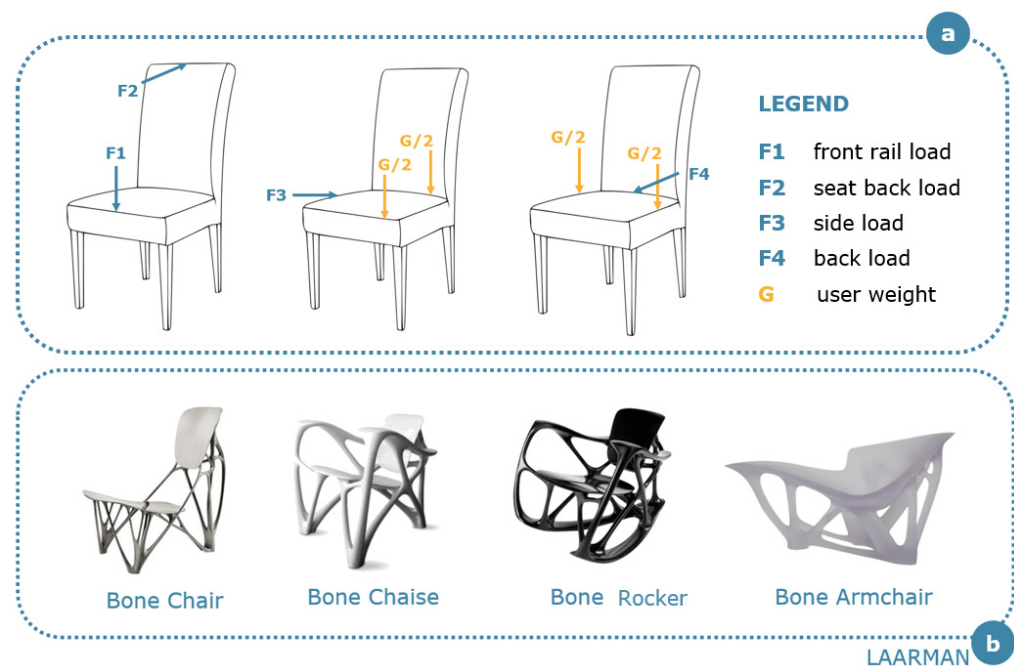 a
F2
F1
F3
G/2
G/2
G/2
G/2
F4
LEGEND
F1 front rail load
F2 seat back load
F3 side load
F4 back load
G user weight
Bone Chair
Bone Chaise
Bone Rocker
Bone Armchair
LAARMAN
b